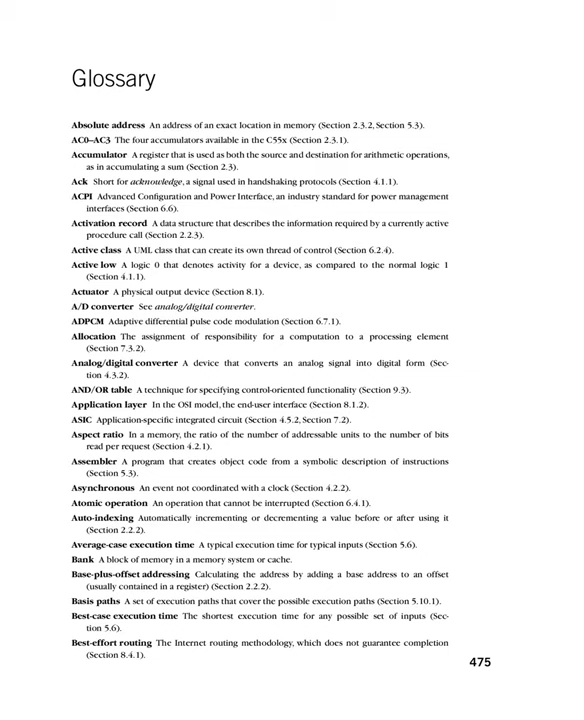 Glossary
Absolute address An address of an exact location in memory (Section 2.3.2, Section 5.3).
AC0–AC3 The four accumulators available in the C55x (Section 2.3.1).
Accumulator A register that is used as both the source and destination for arithmetic operations,
as in accumulating a sum (Section 2.3).
Ack Short for acknowledge, a signal used in handshaking protocols (Section 4.1.1).
ACPI Advanced Configuration and Power Interface, an industry standard for power management
interfaces (Section 6.6).
Activation record A data structure that describes the information required by a currently active
procedure call (Section 2.2.3).
Active class A UML class that can create its own thread of control (Section 6.2.4).
Active low A logic 0 that denotes activity for a device, as compared to the normal logic 1
(Section 4.1.1).
Actuator A physical output device (Section 8.1).
A/D converter See analog/digital converter.
ADPCM Adaptive differential pulse code modulation (Section 6.7.1).
Allocation The assignment of responsibility for a computation to a processing element
(Section 7.3.2).
Analog/digital converter A device that converts an analog signal into digital form (Sec-
tion 4.3.2).
AND/OR table A technique for specifying control-oriented functionality (Section 9.3).
Application layer In the OSI model, the end-user interface (Section 8.1.2).
ASIC Application-specific integrated circuit (Section 4.5.2, Section 7.2).
Aspect ratio In a memory, the ratio of the number of addressable units to the number of bits
read per request (Section 4.2.1).
Assembler A program that creates object code from a symbolic description of instructions
(Section 5.3).
Asynchronous An event not coordinated with a clock (Section 4.2.2).
Atomic operation An operation that cannot be interrupted (Section 6.4.1).
Auto-indexing Automatically incrementing or decrementing a value before or after using it
(Section 2.2.2).
Average-case execution time A typical execution time for typical inputs (Section 5.6).
Bank A block of memory in a memory system or cache.
Base-plus-offset addressing Calculating the address by adding a base address to an offset
(usually contained in a register) (Section 2.2.2).
Basis paths A set of execution paths that cover the possible execution paths (Section 5.10.1).
Best-case execution time The shortest execution time for any possible set of inputs (Sec-
tion 5.6).
Best-effort routing The Internet routing methodology, which does not guarantee completion
(Section 8.4.1).
475